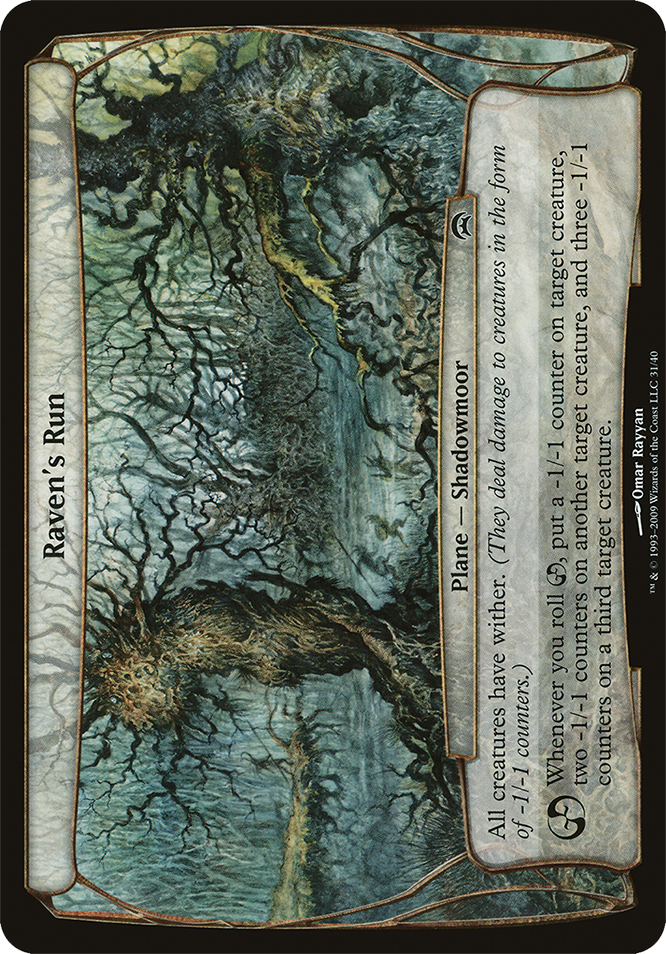 Raven's Run
Plane — Shadowmoor
All creatures have wither. (They deal damage to creatures in the form
of -1/-1 counters.)
Whenever you roll , put a -1/-1 counter on target creature,
two -1/-1 counters on another target creature, and three -1/-1
counters on a third target creature.
Omar Rayyan
™ & © 1993–2009 Wizards of the Coast LLC 31/40